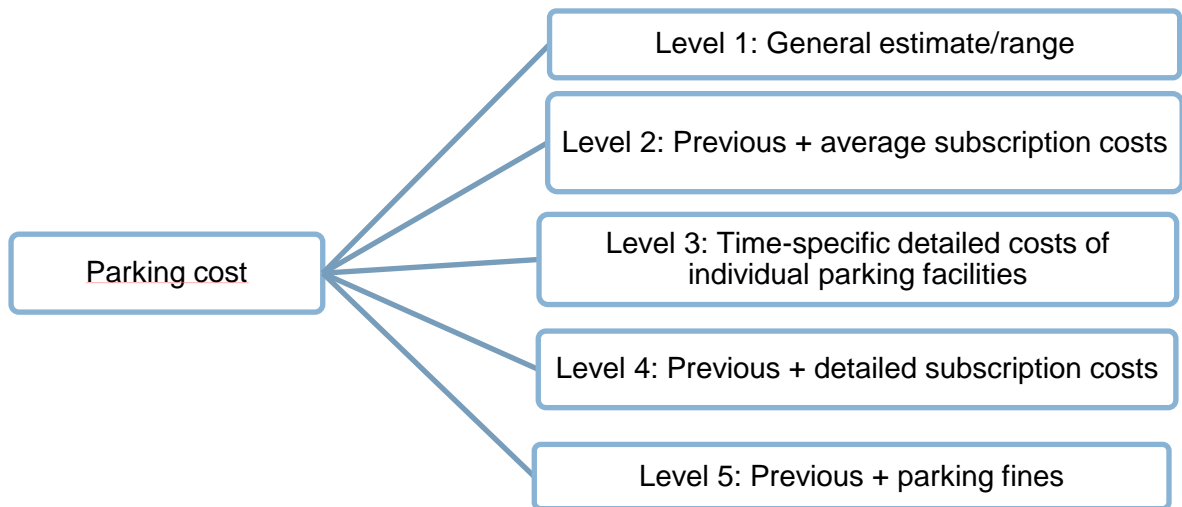 Level 1: General estimate/range
Level 2: Previous + average subscription costs
Parking cost
Level 3: Time-specific detailed costs of
individual parking facilities
Level 4: Previous + detailed subscription costs
Level 5: Previous + parking fines